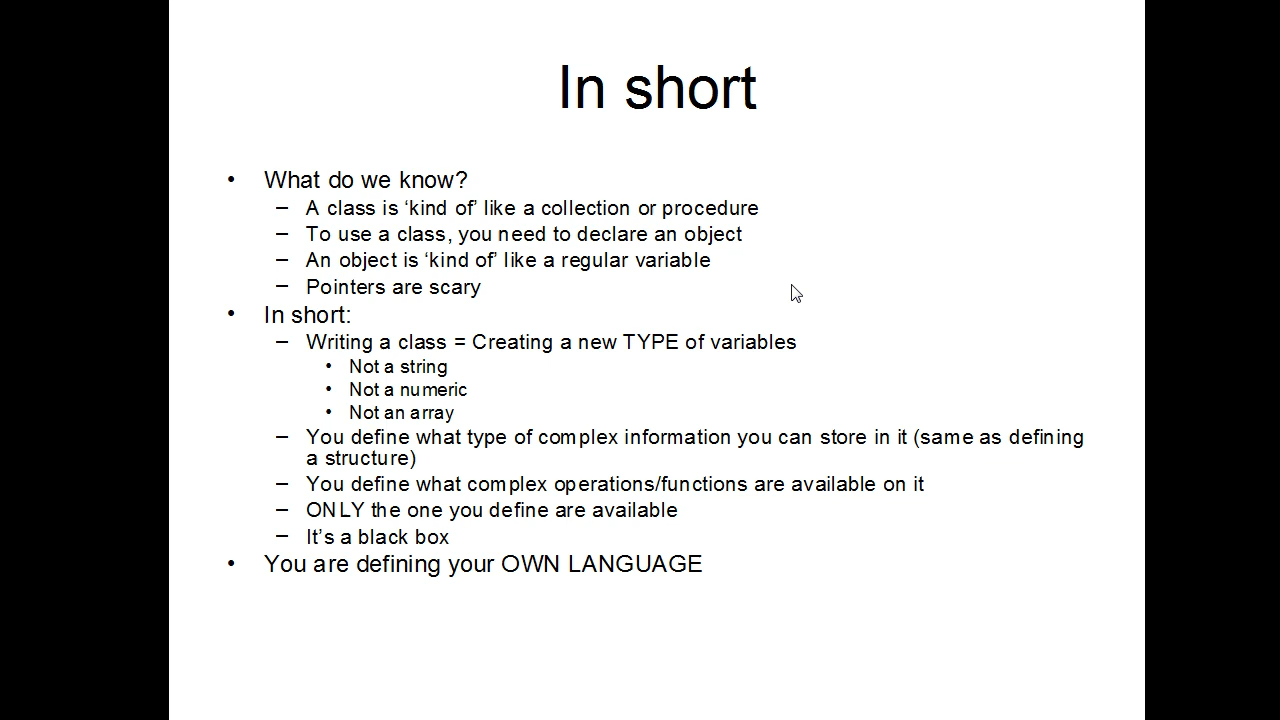 In short
• What do we know?
– A class is ‘kind of’ like a collection or procedure
– To use a class, you need to declare an object
– An object is ‘kind of’ like a regular variable
– Pointers are scary
• In short:
– Writing a class = Creating a new TYPE of variables
• Not a string
• Not a numeric
• Not an array
– You define what type of complex information you can store in it (same as defining
a structure)
– You define what complex operations/functions are available on it
– ONLY the one you define are available
– It’s a black box
• You are defining your OWN LANGUAGE